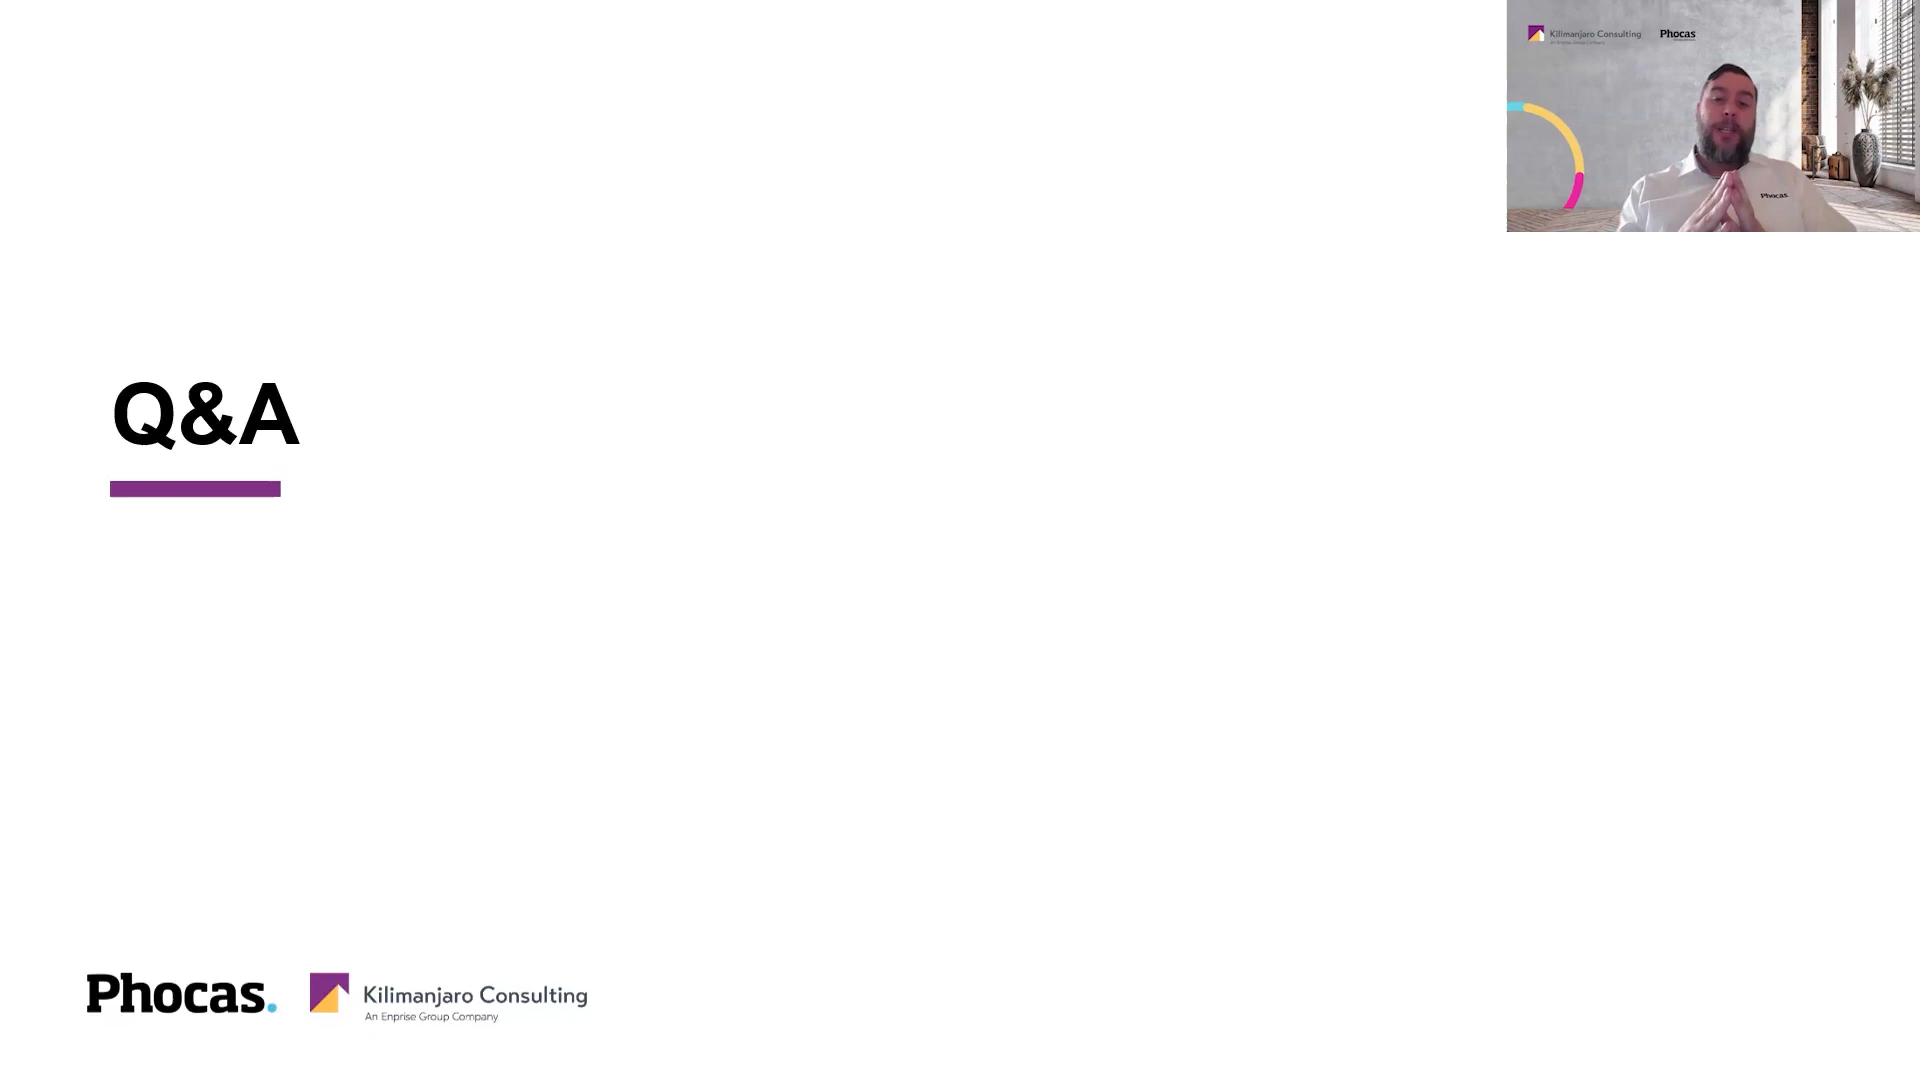 Kilimanjaro Consulting
Phocas
Phocas
Q&A
Phocas.
Kilimanjaro Consulting
An Enprise Group Company